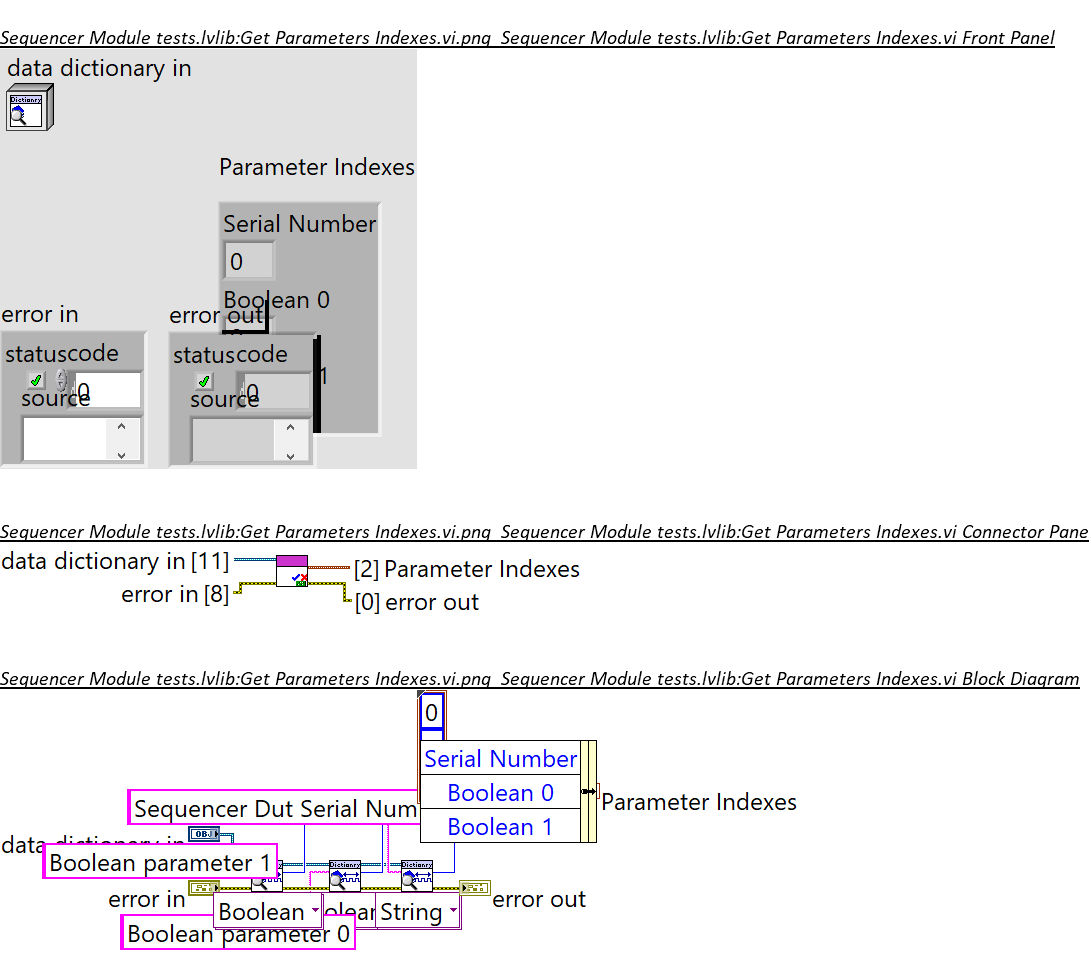 Sequencer Module tests.lvlib:Get Parameters Indexes.vi.png Sequencer Module tests.lvlib:Get Parameters Indexes.vi Front Panel
data dictionary in
Dictionry
Parameter Indexes
Serial Number
0
Boolean 0
error in
error out
status code
status code
1
0
0
source
source
Sequencer Module tests.lvlib:Get Parameters Indexes.vi.png Sequencer Module tests.lvlib:Get Parameters Indexes.vi Connector Pane
data dictionary in [11]
[2] Parameter Indexes
error in [8]
[0] error out
Sequencer Module tests.lvlib:Get Parameters Indexes.vi.png Sequencer Module tests.lvlib:Get Parameters Indexes.vi Block Diagram
0
Serial Number
Boolean 0
Boolean 1
Parameter Indexes
Sequencer Dut Serial Num
OBJ
data dictionary in
Boolean parameter 1
Dictionry
Dictionry
error in
error out
Boolean
olear
String
Boolean parameter 0